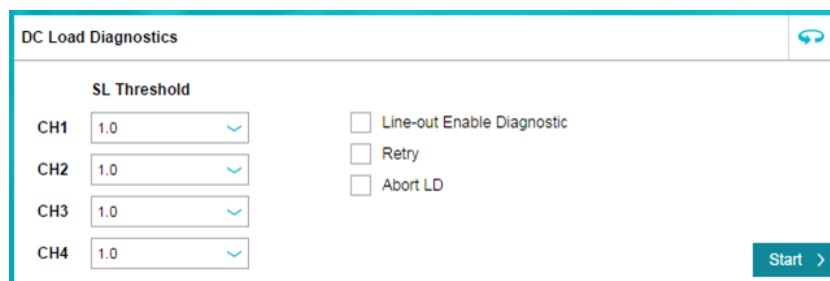 DC Load Diagnostics
SL Threshold
CH1 1.0
CH2 1.0
CH3 1.0
CH4 1.0
Line-out Enable Diagnostic
Retry
Abort LD
Start